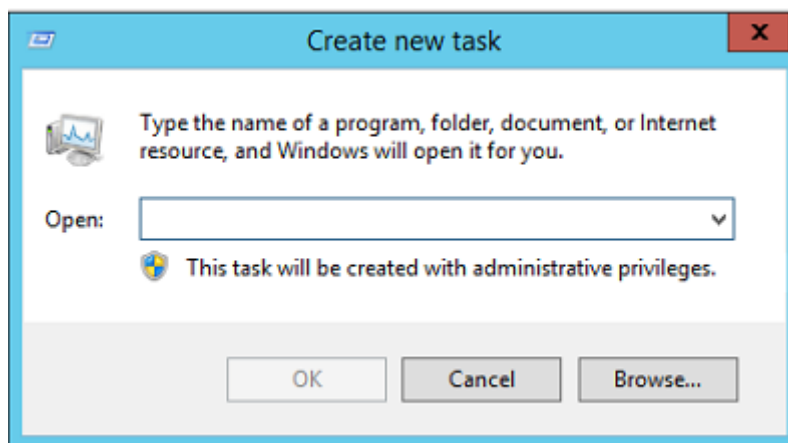 Create new task
x
Type the name of a program, folder, document, or Internet
resource, and Windows will open it for you.
Open:
This task will be created with administrative privileges.
OK Cancel Browse...